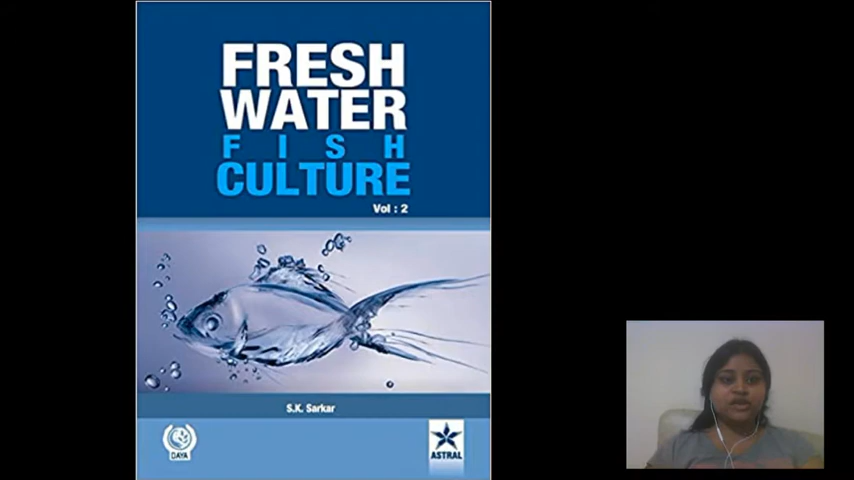 FRESH
WATER
FISH
CULTURE
Vol : 2
S.K. Sarkar
DAYA
ASTRAL